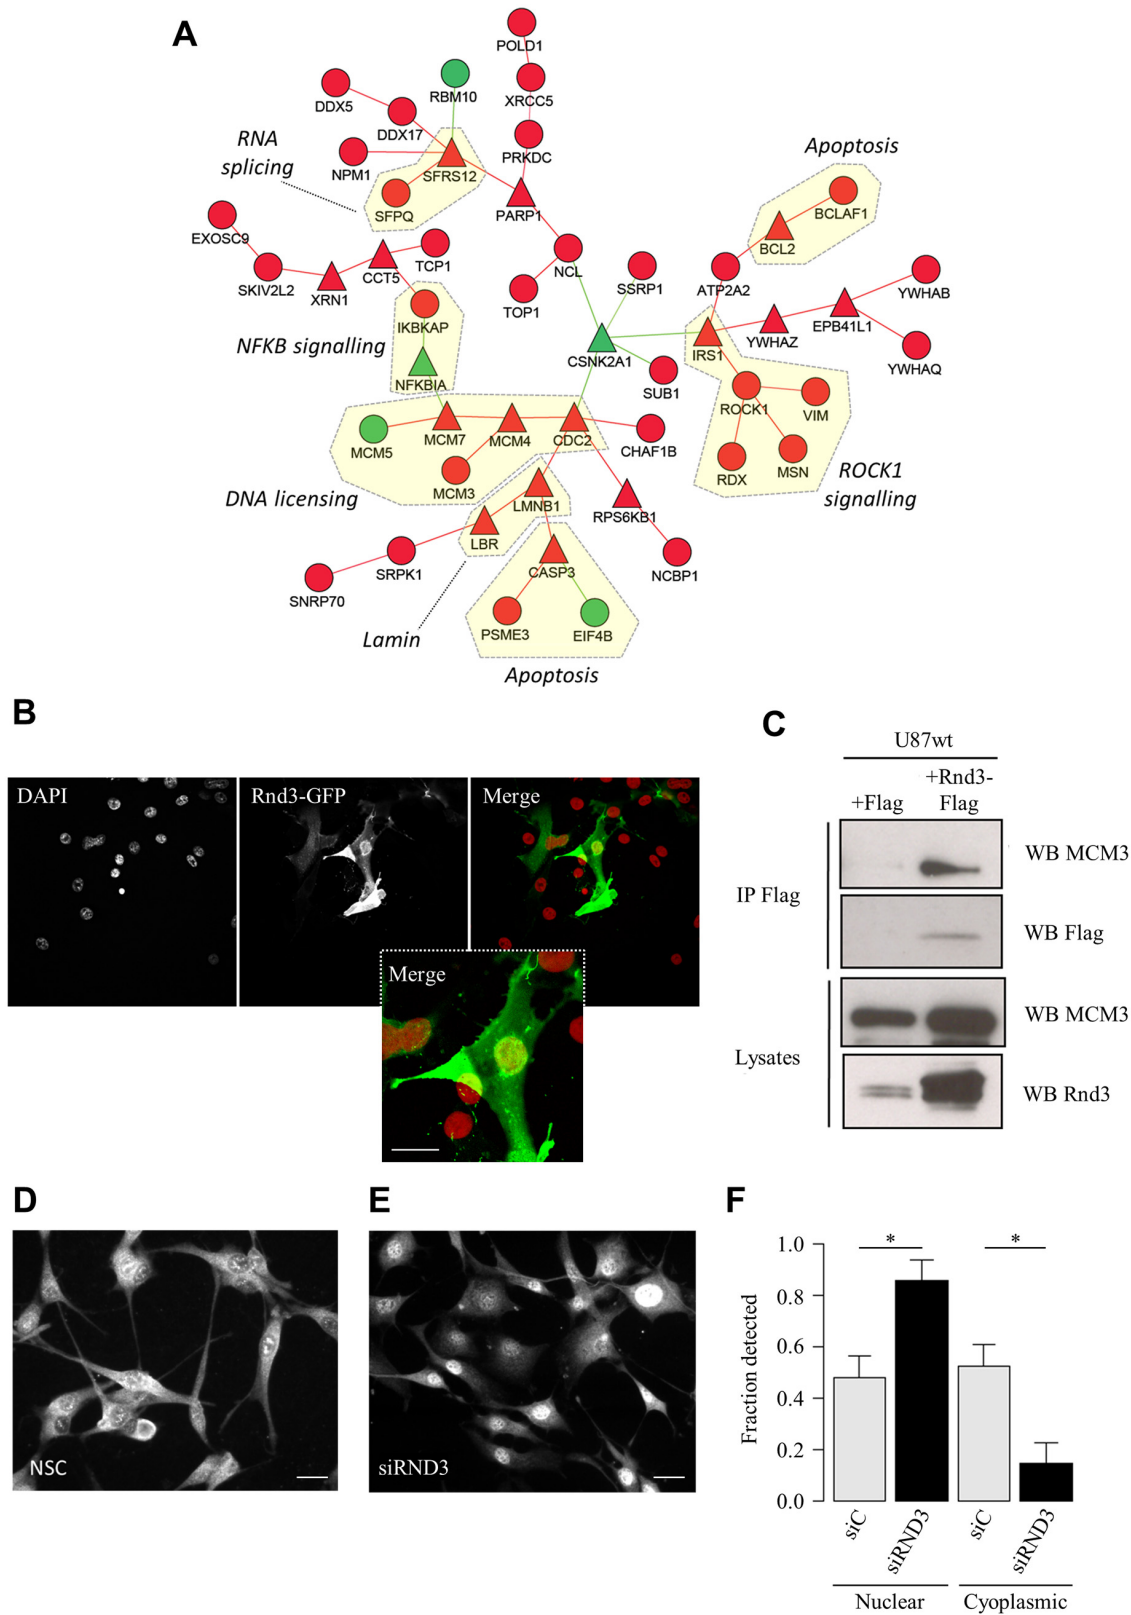 A
POLD1
XRCC5
RBM10
DDX5
DDX17
PRKDC
RNA
splicing
NPM1
SFRS12
Apoptosis
BCLAF1
SFPQ
PARP1
BCL2
EXOSC9
TCP1
CCT5
NCL
SSRP1
ATP2A2
YWHAB
SKIV2L2
XRN1
TOP1
IKBKAP
EPB41L1
YWHAZ
NFKB signalling
CSNK2A1
IRS1
YWHAQ
NFKBIA
SUB1
ROCK1
VIM
MCM5
MCM7
MCM4
CDC2
CHAF1B
MSN
RDX
ROCK1
signalling
DNA licensing
MCM3
LMNB1
RPS6KB1
LBR
SRPK1
CASP3
NCBP1
SNRP70
Lamin
PSME3
EIF4B
Apoptosis
B
DAPI
Rnd3-GFP
Merge
Merge
C
U87wt
+Flag
+Rnd3-
Flag
IP Flag
WB MCM3
WB Flag
Lysates
WB MCM3
WB Rnd3
D
NSC
E
siRND3
F
Fraction detected
1.0
0.8
0.6
0.4
0.2
0.0
*
*
siC
siRND3
siC
siRND3
Nuclear
Cyoplasmic